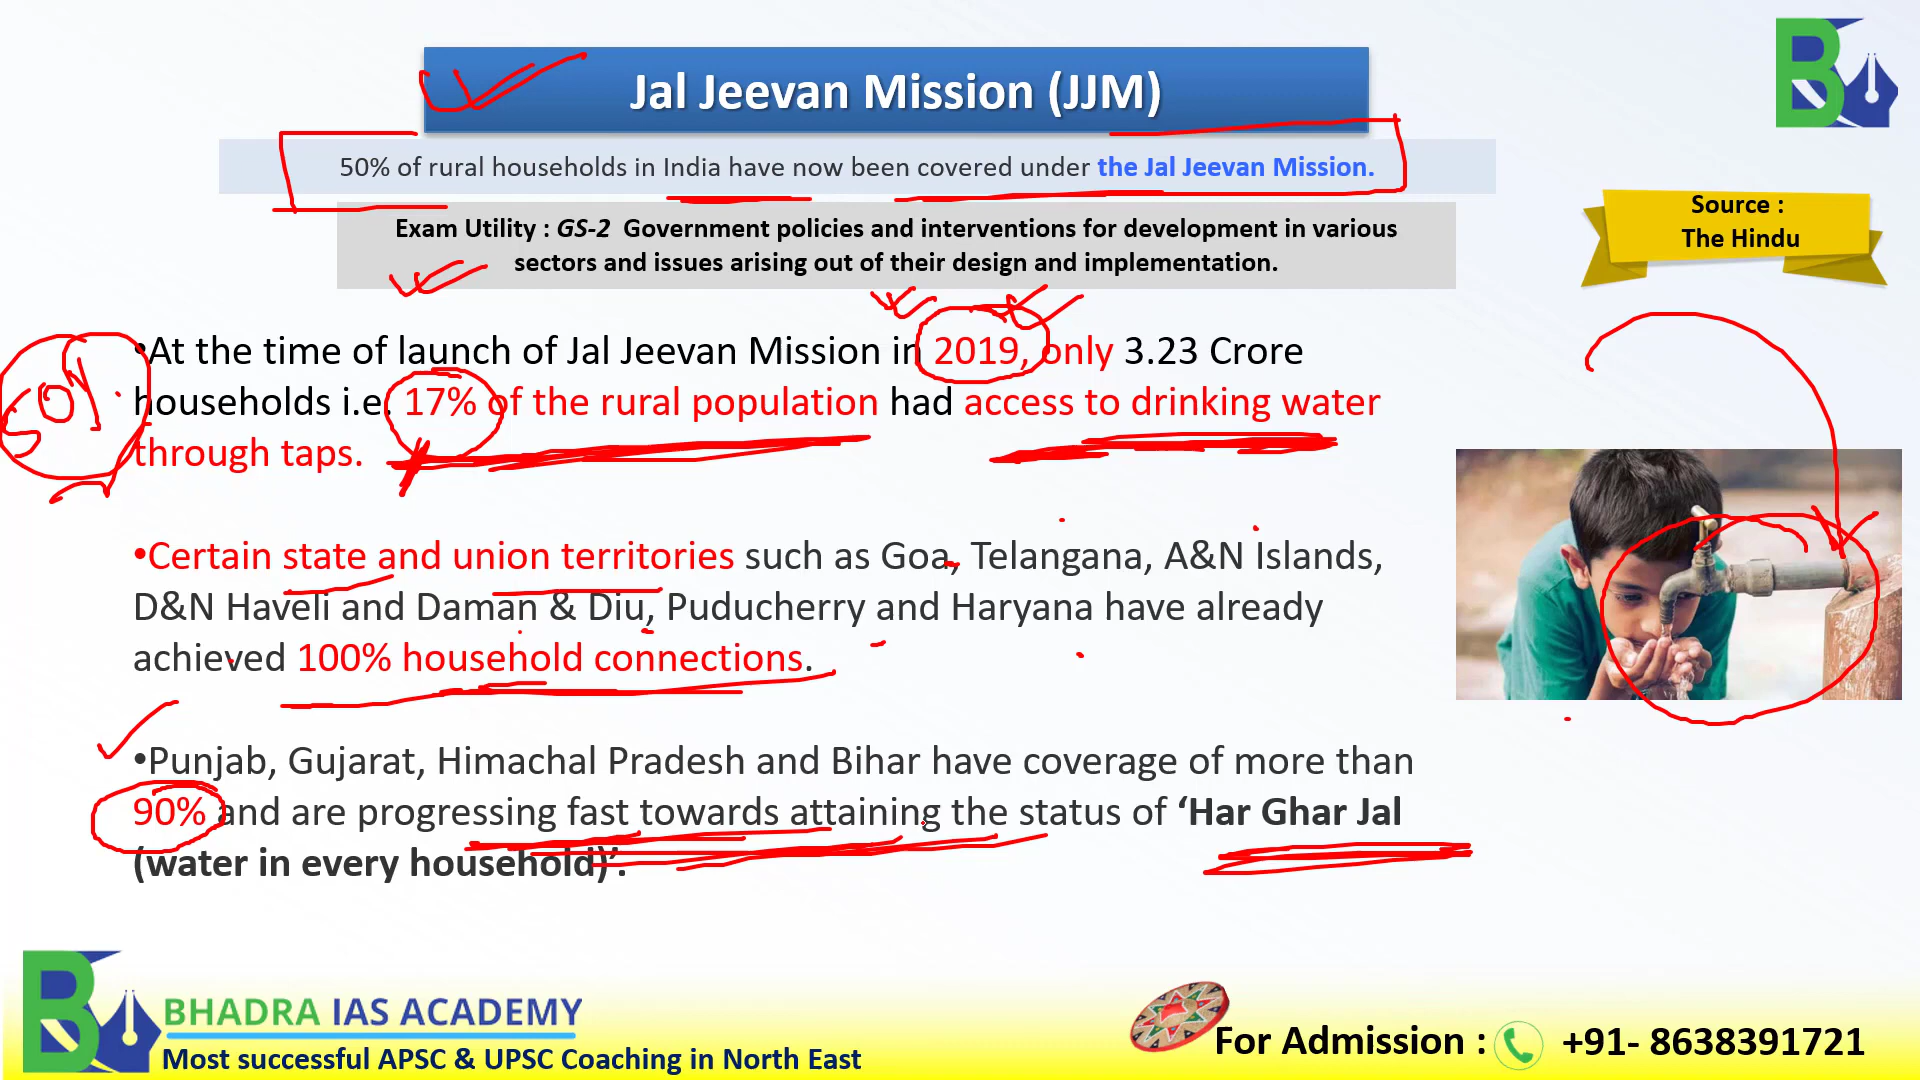 Jal Jeevan Mission (JJM)
50% of rural households in India have now been covered under the Jal Jeevan Mission.
Exam Utility : GS-2 Government policies and interventions for development in various
sectors and issues arising out of their design and implementation.
Source :
The Hindu
•At the time of launch of Jal Jeevan Mission in 2019, only 3.23 Crore
households i.e. 17% of the rural population had access to drinking water
through taps.
•Certain state and union territories such as Goa, Telangana, A&N Islands,
D&N Haveli and Daman & Diu, Puducherry and Haryana have already
achieved 100% household connections.
•Punjab, Gujarat, Himachal Pradesh and Bihar have coverage of more than
90% and are progressing fast towards attaining the status of ‘Har Ghar Jal
(water in every household)’.
BHADRA IAS ACADEMY
Most successful APSC & UPSC Coaching in North East
For Admission : +91- 8638391721